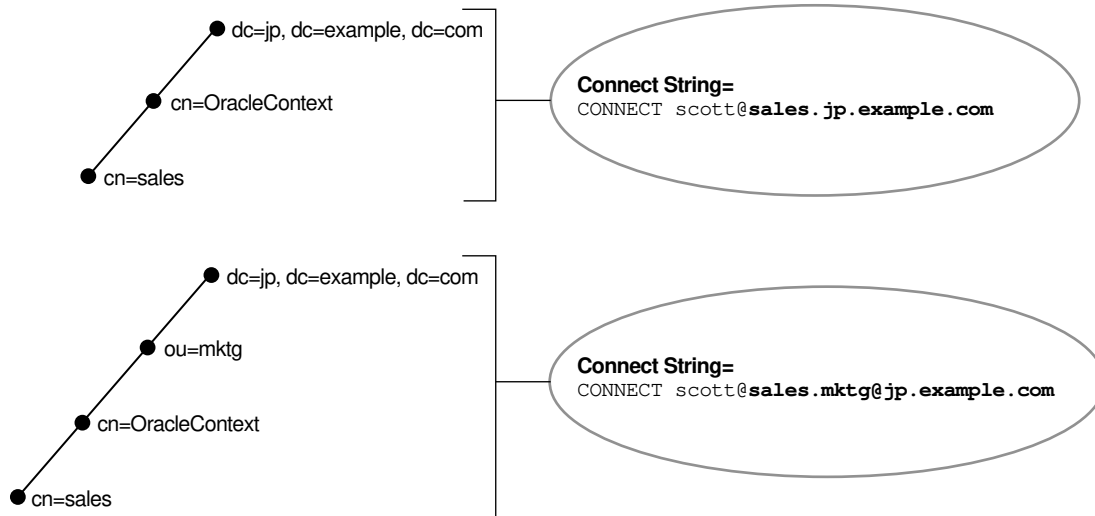 dc=jp, dc=example, dc=com
cn=OracleContext
cn=sales
Connect String=
CONNECT scott@sales.jp.example.com
dc=jp, dc=example, dc=com
ou=mktg
cn=OracleContext
cn=sales
Connect String=
CONNECT scott@sales.mktg@jp.example.com